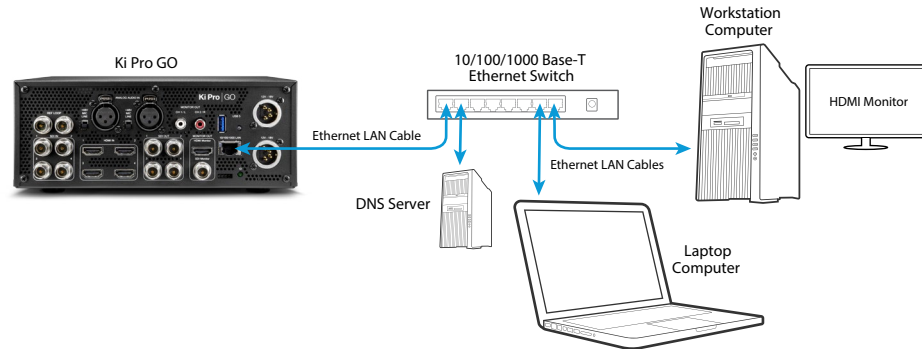 Workstation
Computer
Ki Pro GO
10/100/1000 Base-T
Ethernet Switch
Ki Pro GO
HDMI Monitor
Ethernet LAN Cable
Ethernet LAN Cables
DNS Server
Laptop
Computer